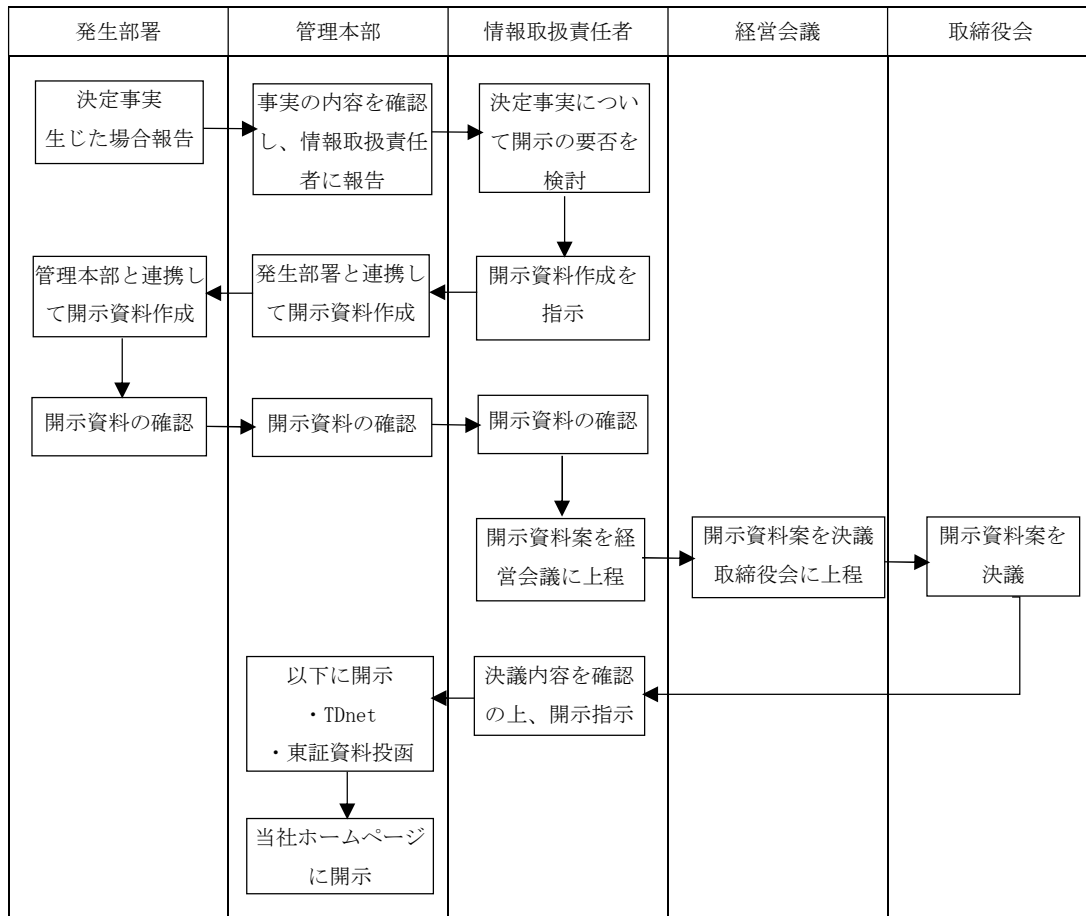 発生部署
管理本部
情報取扱責任者
経営会議
取締役会
決定事実
生じた場合報告
事実の内容を確認
し、情報取扱責任
者に報告
決定事実につい
て開示の要否を
検討
管理本部と連携し
て開示資料作成
発生部署と連携し
て開示資料作成
開示資料作成を
指示
開示資料の確認
開示資料の確認
開示資料の確認
開示資料案を経
営会議に上程
開示資料案を決議
取締役会に上程
開示資料案を
決議
以下に開示
・TDnet
・東証資料投函
決議内容を確認
の上、開示指示
当社ホームページ
に開示